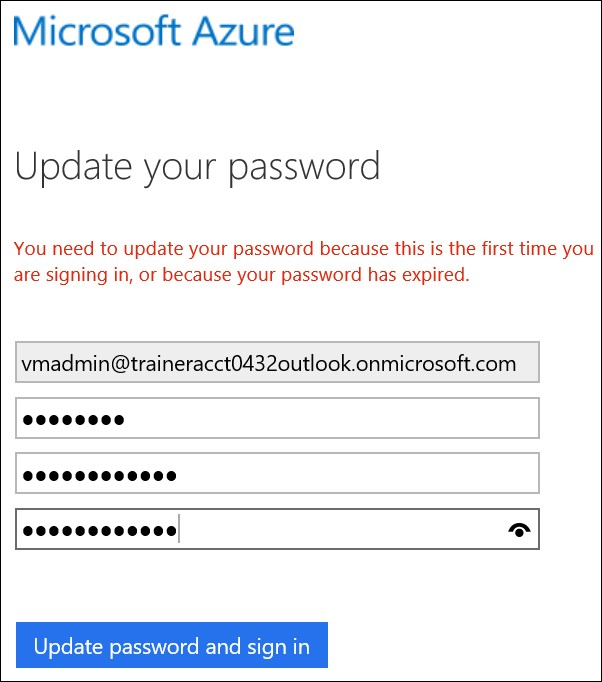 Microsoft Azure
Update your password
You need to update your password because this is the first time you
are signing in, or because your password has expired.
vmadmin@traineracct0432outlook.onmicrosoft.com
●●●●●●●●
●●●●●●●●●●●●
●●●●●●●●●●●●
Update password and sign in